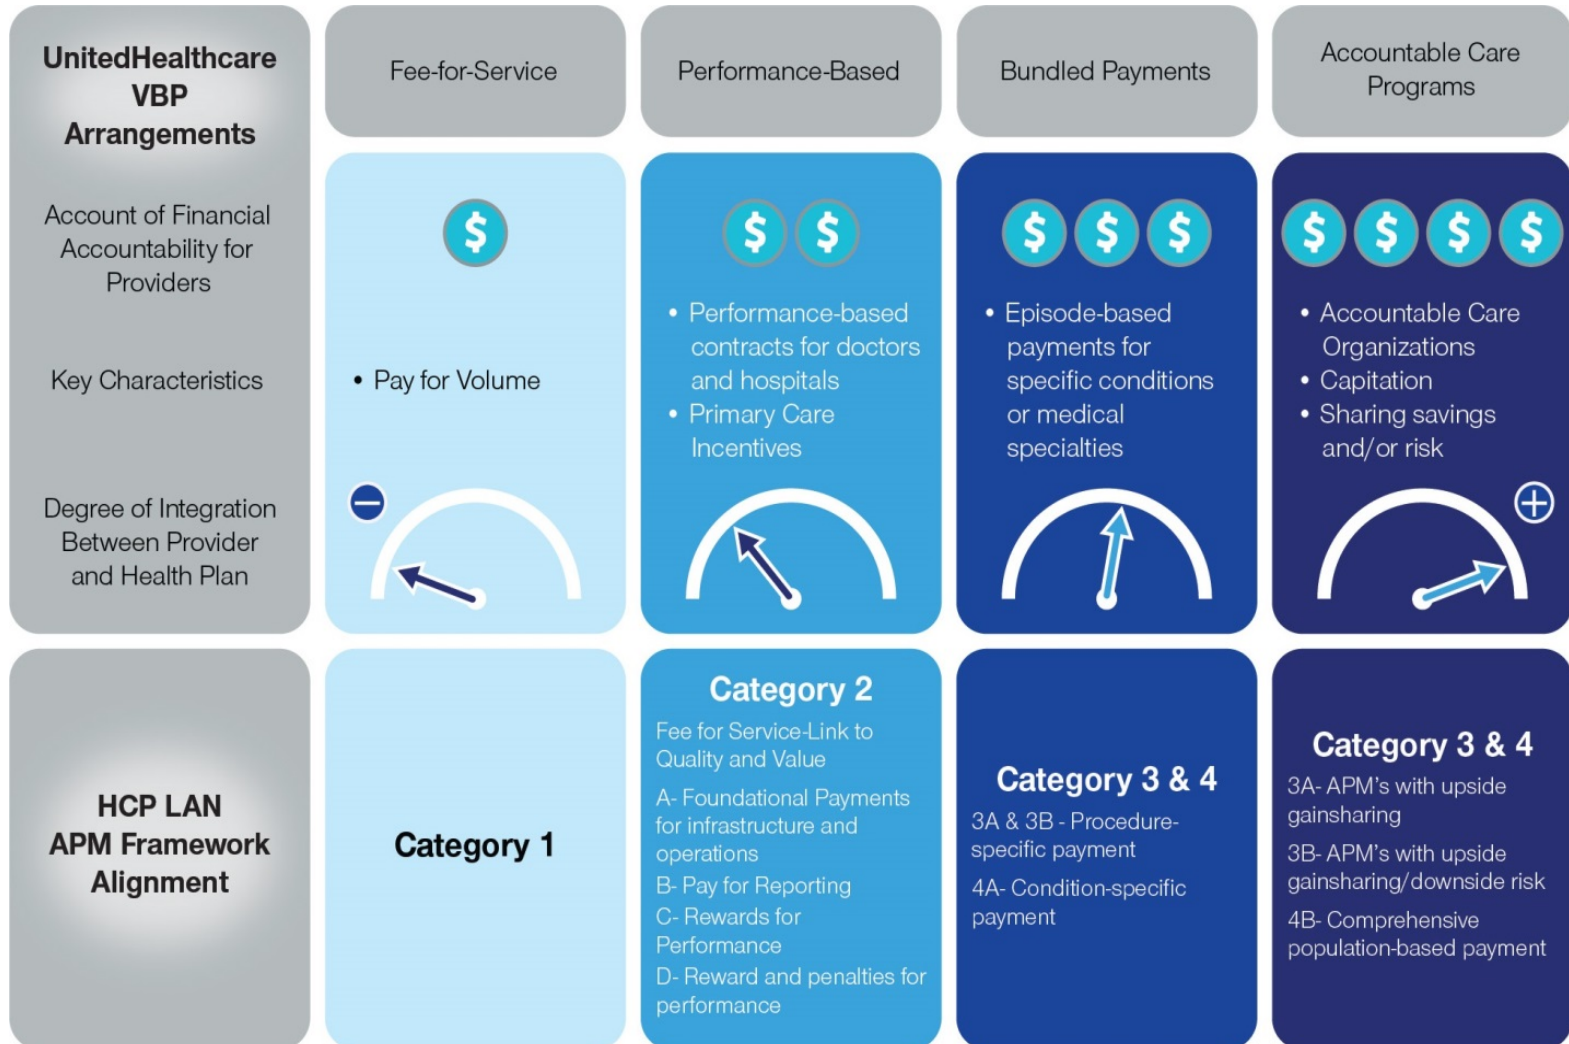 UnitedHealthcare
VBP
Arrangements
Fee-for-Service
Performance-Based
Bundled Payments
Accountable Care
Programs
Account of Financial
Accountability for
Providers
$
$ $
$ $ $
$ $ $ $
Key Characteristics
• Pay for Volume
• Performance-based
contracts for doctors
and hospitals
• Primary Care
Incentives
• Episode-based
payments for
specific conditions
or medical
specialties
• Accountable Care
Organizations
• Capitation
• Sharing savings
and/or risk
Degree of Integration
Between Provider
and Health Plan
−
+
HCP LAN
APM Framework
Alignment
Category 1
Category 2
Fee for Service-Link to
Quality and Value
A- Foundational Payments
for infrastructure and
operations
B- Pay for Reporting
C- Rewards for
Performance
D- Reward and penalties for
performance
Category 3 & 4
3A & 3B - Procedure-
specific payment
4A- Condition-specific
payment
Category 3 & 4
3A- APM's with upside
gainsharing
3B- APM's with upside
gainsharing/downside risk
4B- Comprehensive
population-based payment